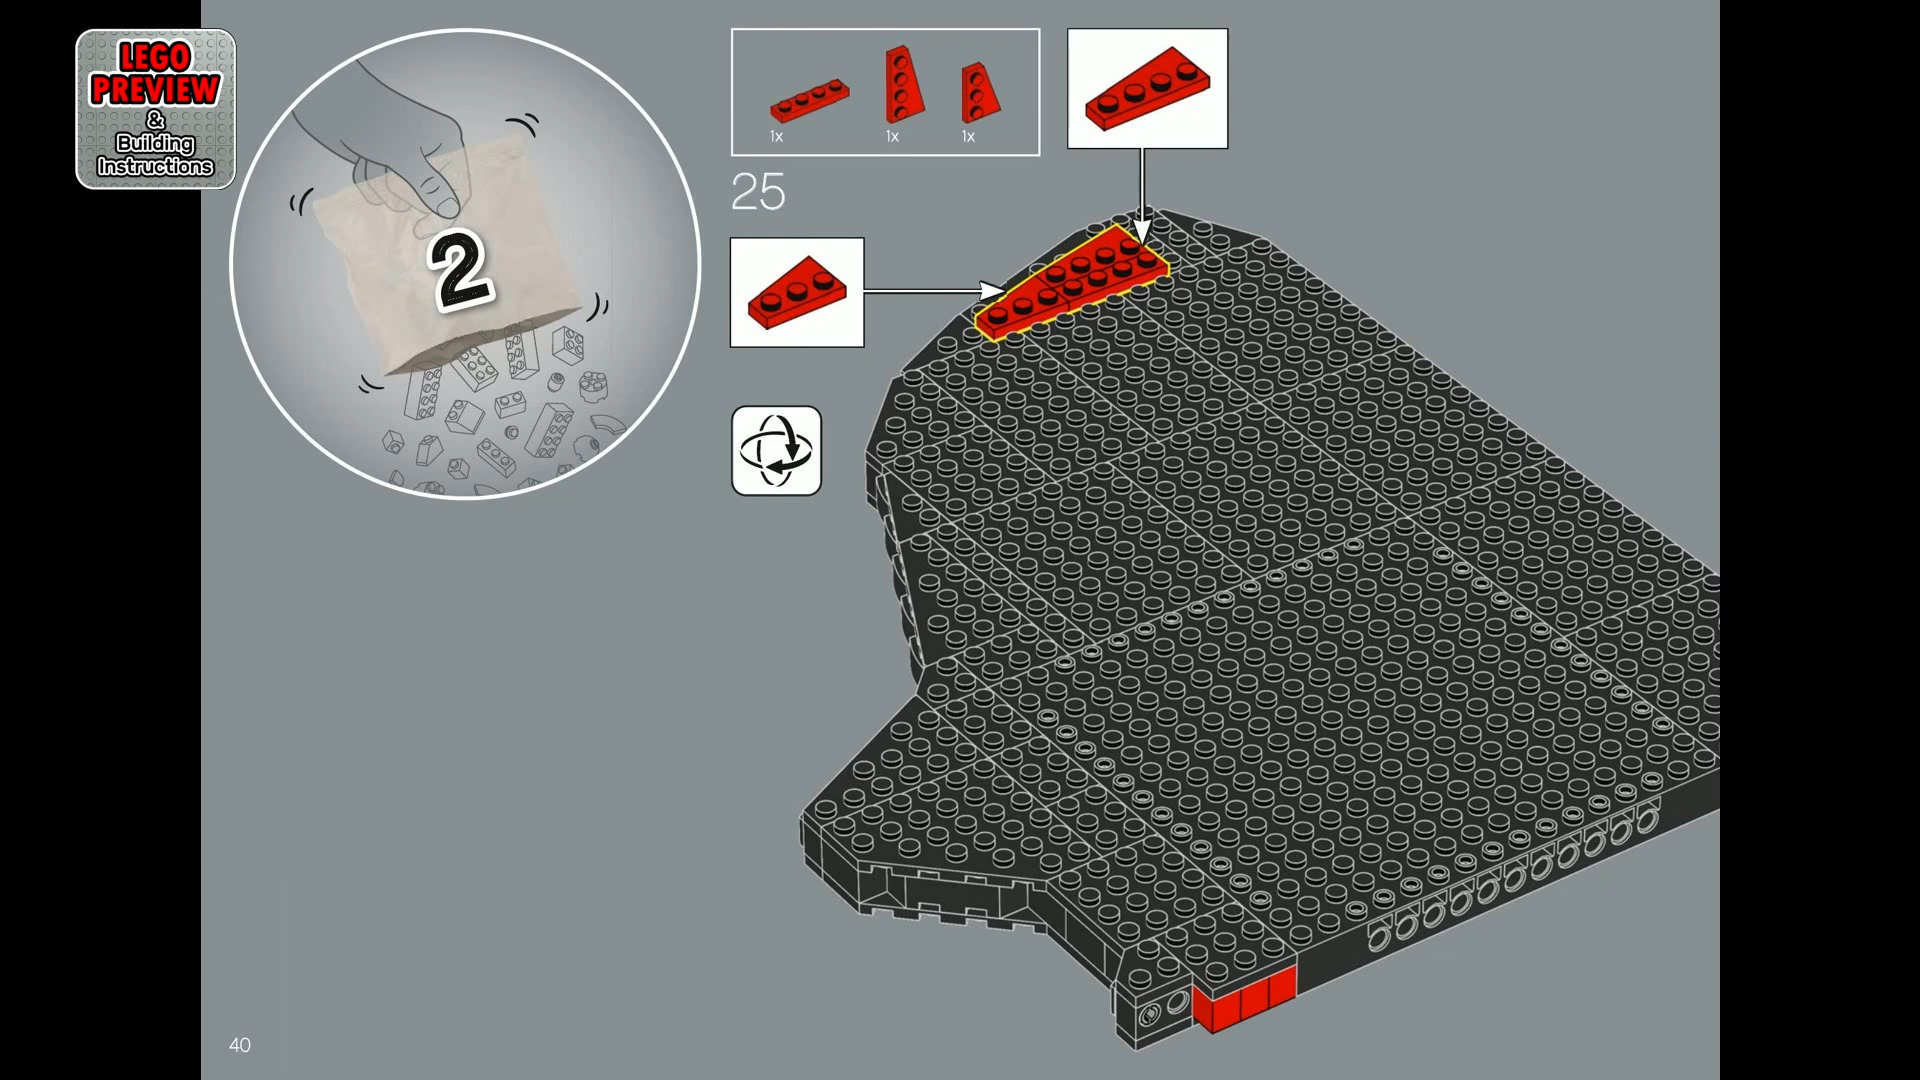 LEGO
PREVIEW
&
Building
Instructions
2
1x
1x
1x
25
40